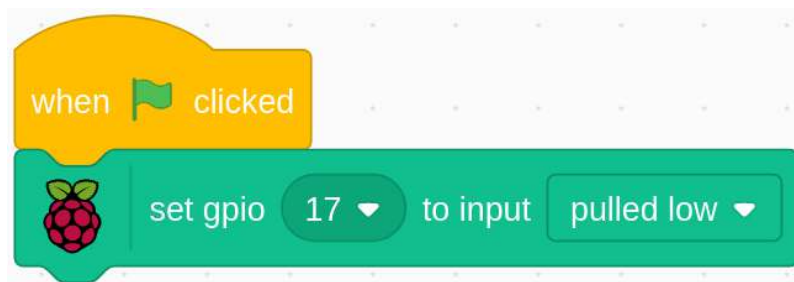 when clicked
set gpio 17 to input pulled low